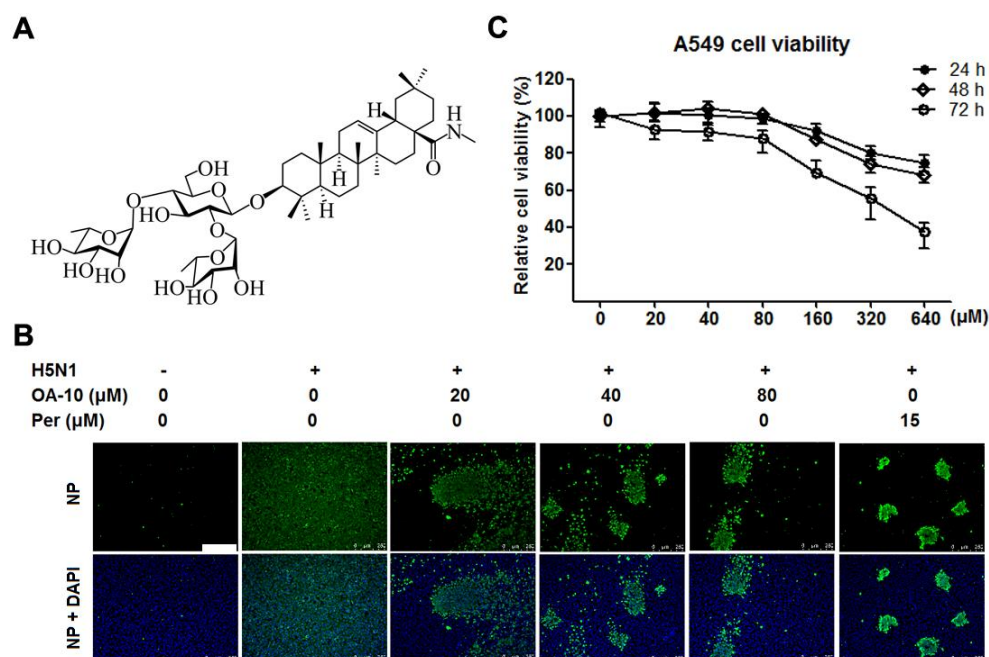 A
H
H
N
O
OH
O
O
O
HO
O
H
H
O
O
HO
HO
HO
O
HO
HO
OH
C
A549 cell viability
24 h
48 h
72 h
Relative cell viability (%)
120
100
80
60
40
20
0 20 40 80 160 320 640 (µM)
B
H5N1 - + + + + +
OA-10 (µM) 0 0 20 40 80 0
Per (µM) 0 0 0 0 0 15
NP
NP + DAPI